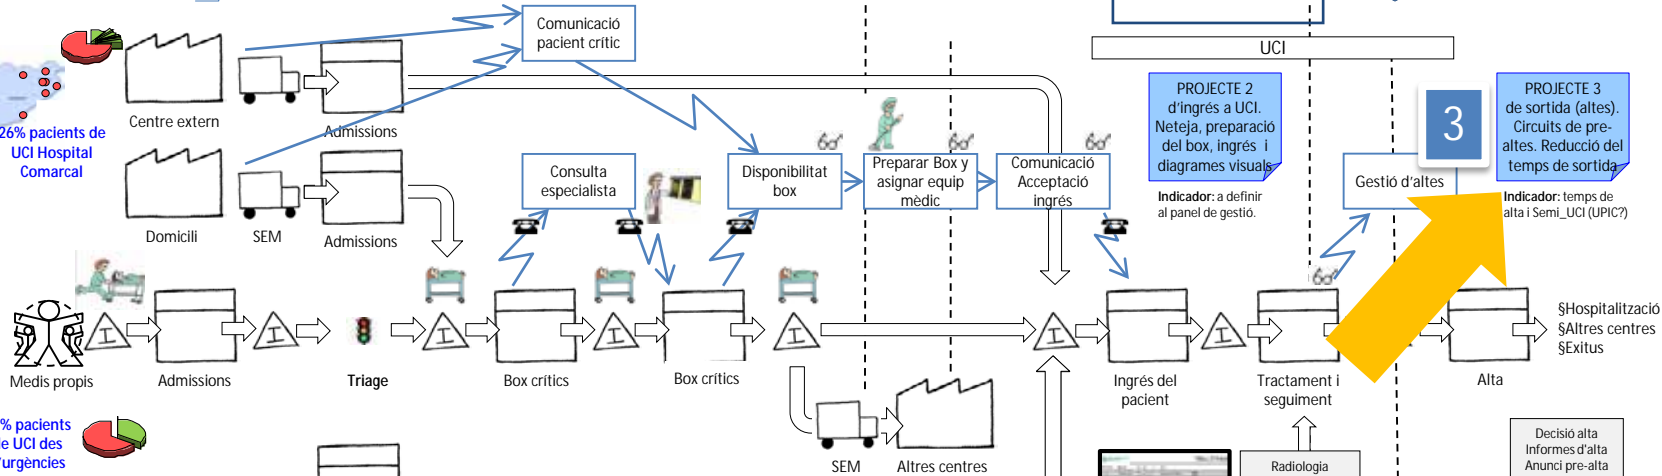 Comunicació
pacient crític
UCI
PROJECTE 2
d'ingrés a UCI.
Neteja, preparació
del box, ingrés i
diagrames visuals
Indicador: a definir
al panel de gestió.
3
PROJECTE 3
de sortida (altes).
Circuits de pre-
altes. Reducció del
temps de sortida
Indicador: temps de
alta i Semi_UCI (UPIC?)
26% pacients de
UCI Hospital
Comarcal
Centre extern
Admissions
Domicili
SEM
Admissions
Consulta
especialista
Disponibilitat
box
Preparar Box y
asignar equip
mèdic
Comunicació
Acceptació
ingrés
Gestió d'altes
I
I
I
I
I
I
I
Medis propis
Admissions
Triage
Box crítics
Box crítics
Ingrés del
pacient
Tractament i
seguiment
Alta
§Hospitalització
§Altres centres
§Exitus
% pacients
UCI des
urgències
SEM
Altres centres
Radiologia
Decisió alta
Informes d'alta
Anunci pre-alta